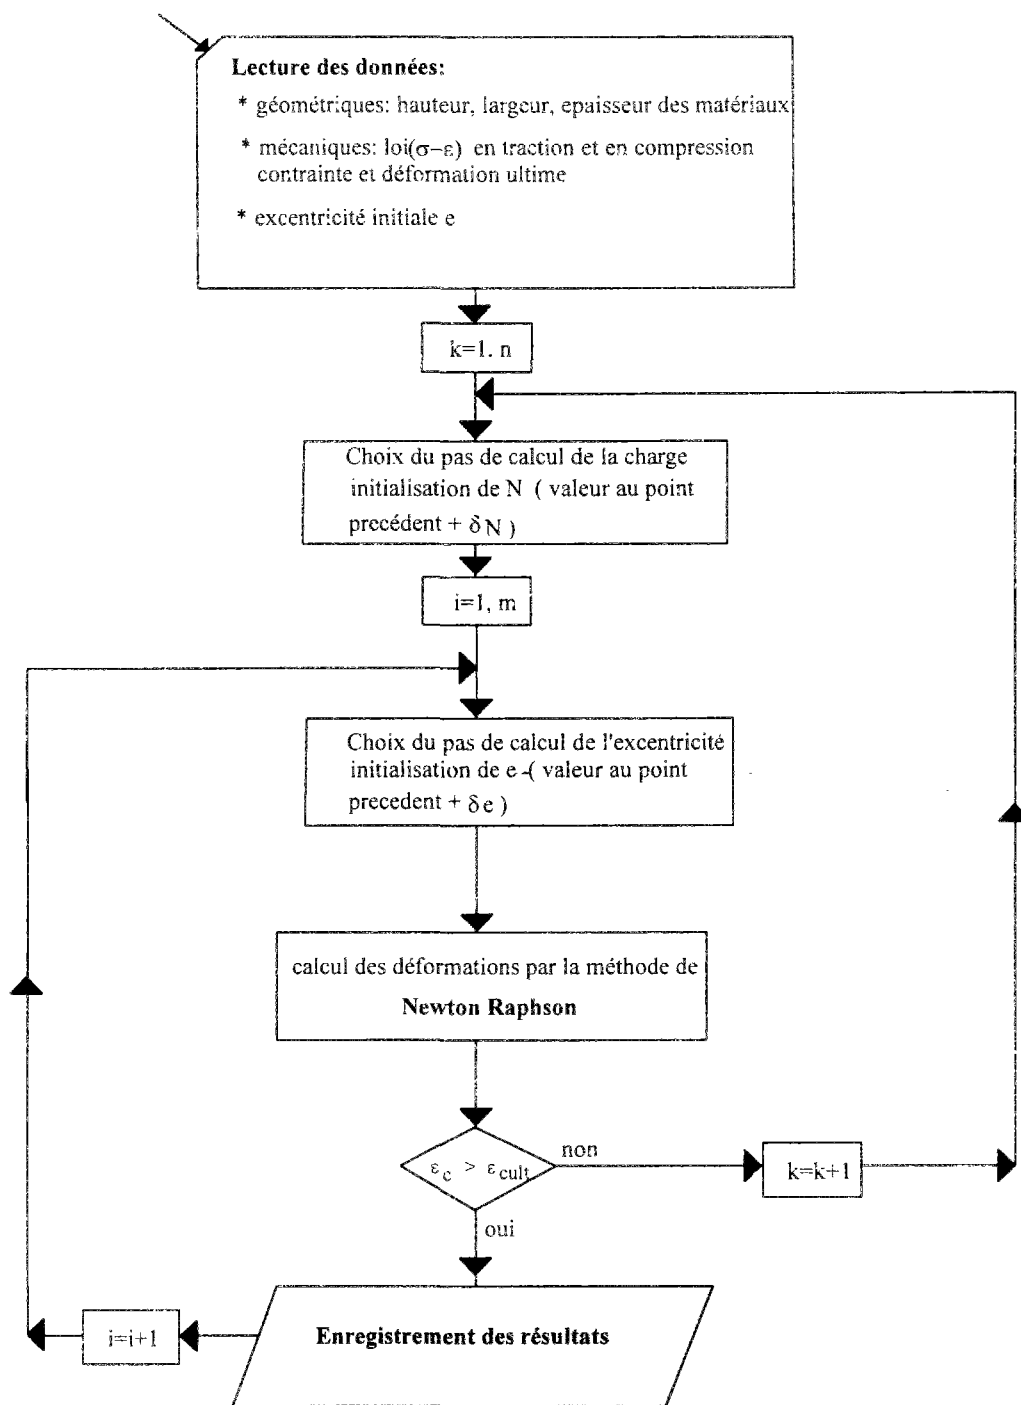 Lecture des données:
* géométriques: hauteur, largeur, epaisseur des matériaux
* mécaniques: loi(σ−ε) en traction et en compression
contrainte et déformation ultime
* excentricité initiale e
k=1. n
Choix du pas de calcul de la charge
initialisation de N ( valeur au point
precédent + δN )
i=1, m
Choix du pas de calcul de l'excentricité
initialisation de e-( valeur au point
precedent + δe )
calcul des déformations par la méthode de
Newton Raphson
εc > εcult
non
k=k+1
oui
Enregistrement des résultats
i=i+1